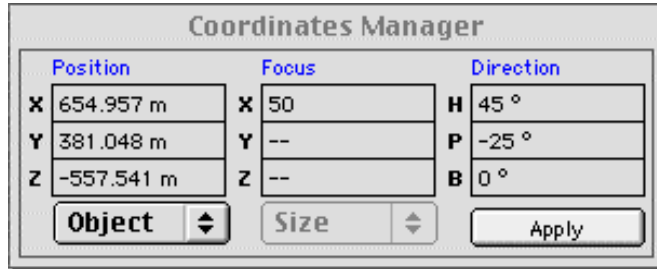 Coordinates Manager
Position Focus Direction
X 654.957 m X 50 H 45 °
Y 381.048 m Y -- P -25 °
Z -557.541 m Z -- B 0 °
Object Size Apply